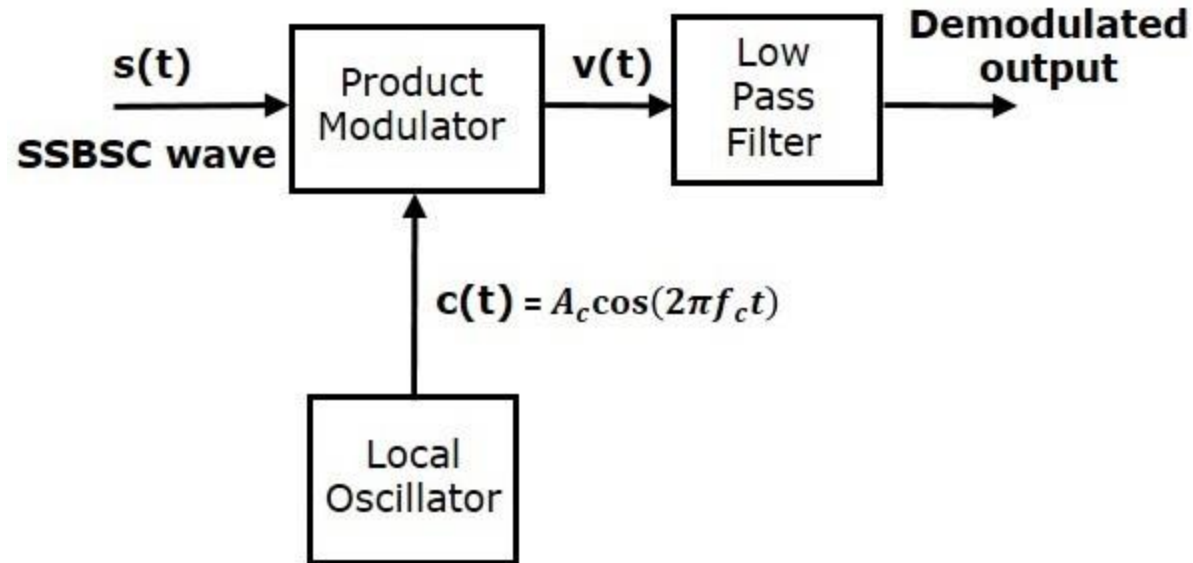 s(t)
SSBSC wave
Product
Modulator
v(t)
Low
Pass
Filter
Demodulated
output
c(t) = A_c cos(2πf_c t)
Local
Oscillator